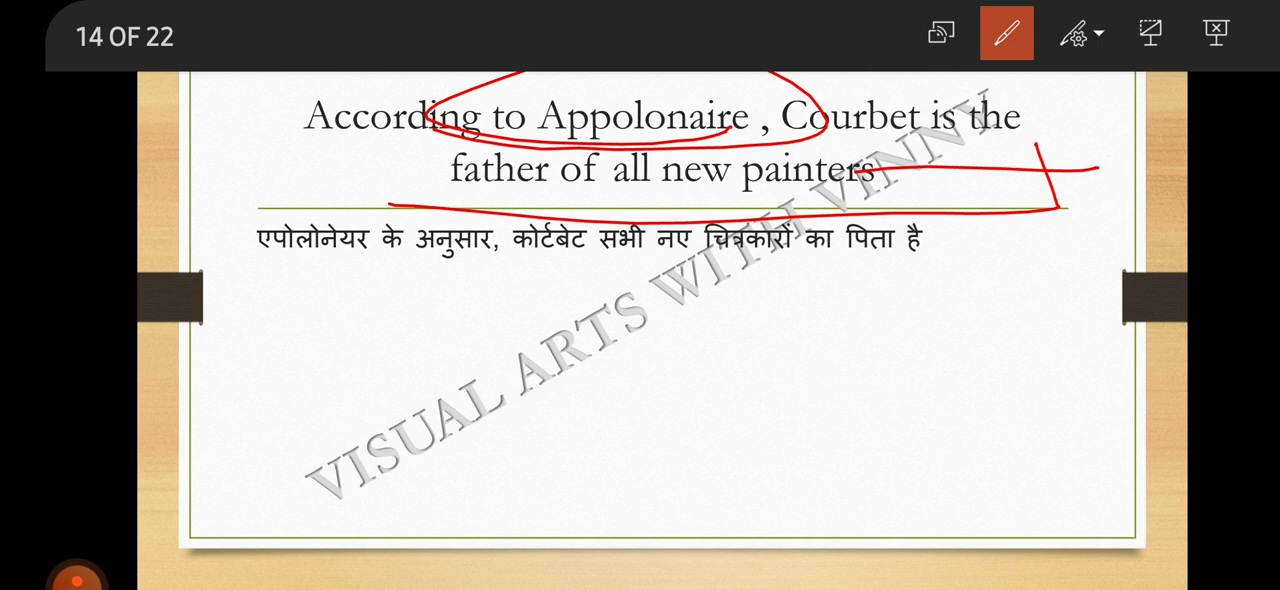 14 OF 22
According to Appolonaire , Courbet is the
father of all new painters
एपोलोनेयर के अनुसार, कोर्टबेट सभी नए चित्रकारों का पिता है
VISUAL ARTS WITH VINNY